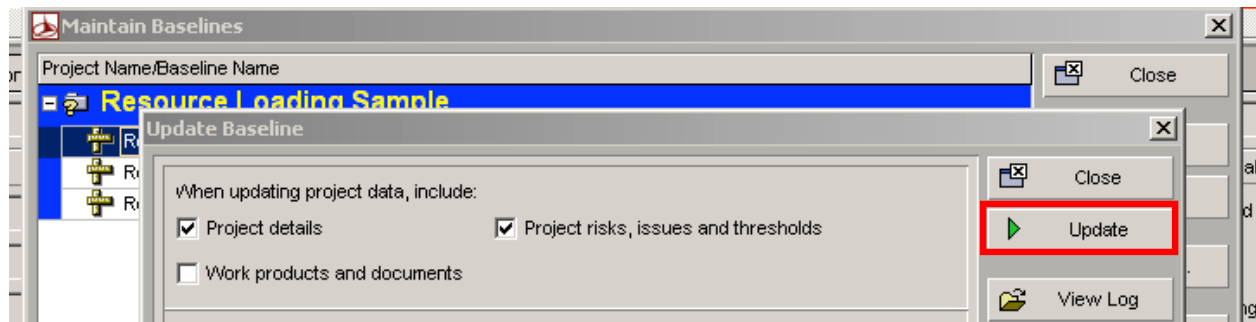 Maintain Baselines
Project Name/Baseline Name
Close
Resource Loading Sample
Update Baseline
Close
When updating project data, include:
Project details
Project risks, issues and thresholds
Update
Work products and documents
View Log